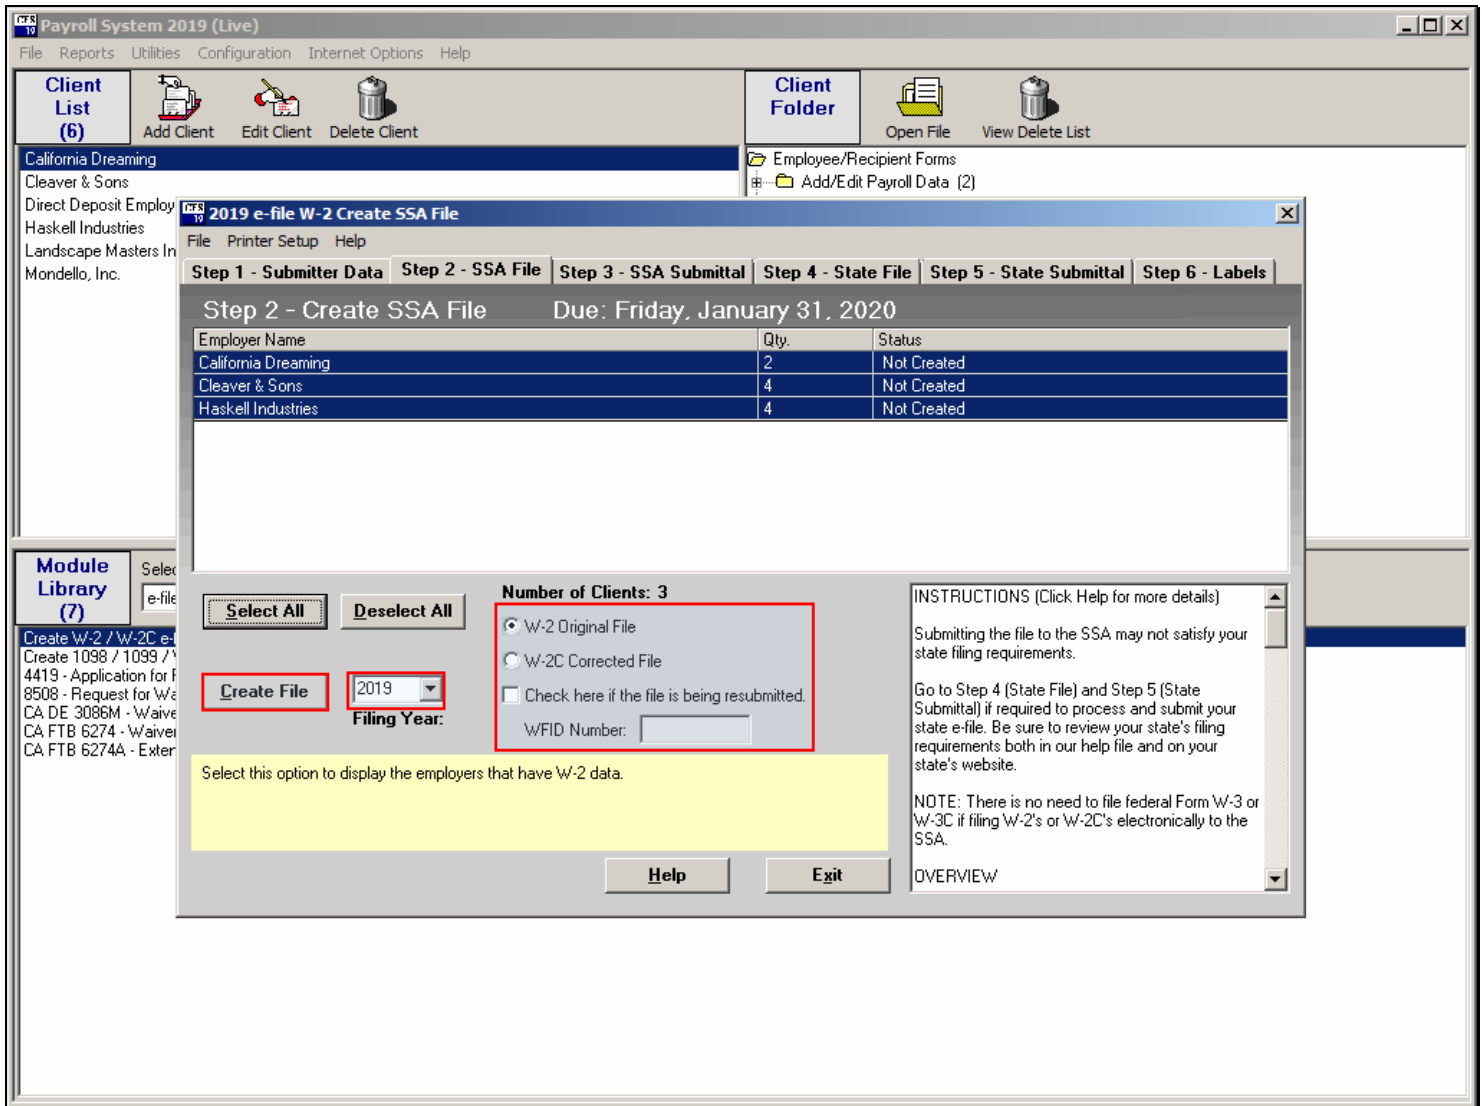 CFS 19 Payroll System 2019 (Live)
File Reports Utilities Configuration Internet Options Help
Client List (6)
Add Client Edit Client Delete Client
Client Folder
Open File View Delete List
California Dreaming
Cleaver & Sons
Direct Deposit Employ
Haskell Industries
Landscape Masters In
Mondello, Inc.
Employee/Recipient Forms
Add/Edit Payroll Data (2)
CFS 19 2019 e-file W-2 Create SSA File
File Printer Setup Help
Step 1 - Submitter Data Step 2 - SSA File Step 3 - SSA Submittal Step 4 - State File Step 5 - State Submittal Step 6 - Labels
Step 2 - Create SSA File Due: Friday, January 31, 2020
Employer Name Qty. Status
California Dreaming 2 Not Created
Cleaver & Sons 4 Not Created
Haskell Industries 4 Not Created
Module Library (7)
Selec
e-file
Create W-2 / W-2C e-f
Create 1098 / 1099 /
4419 - Application for F
8508 - Request for Wa
CA DE 3086M - Waive
CA FTB 6274 - Waiver
CA FTB 6274A - Exter
Select All Deselect All
Create File 2019
Filing Year:
Number of Clients: 3
W-2 Original File
W-2C Corrected File
Check here if the file is being resubmitted.
WFID Number:
Select this option to display the employers that have W-2 data.
Help Exit
INSTRUCTIONS (Click Help for more details)
Submitting the file to the SSA may not satisfy your
state filing requirements.
Go to Step 4 (State File) and Step 5 (State
Submittal) if required to process and submit your
state e-file. Be sure to review your state's filing
requirements both in our help file and on your
state's website.
NOTE: There is no need to file federal Form W-3 or
W-3C if filing W-2's or W-2C's electronically to the
SSA.
OVERVIEW